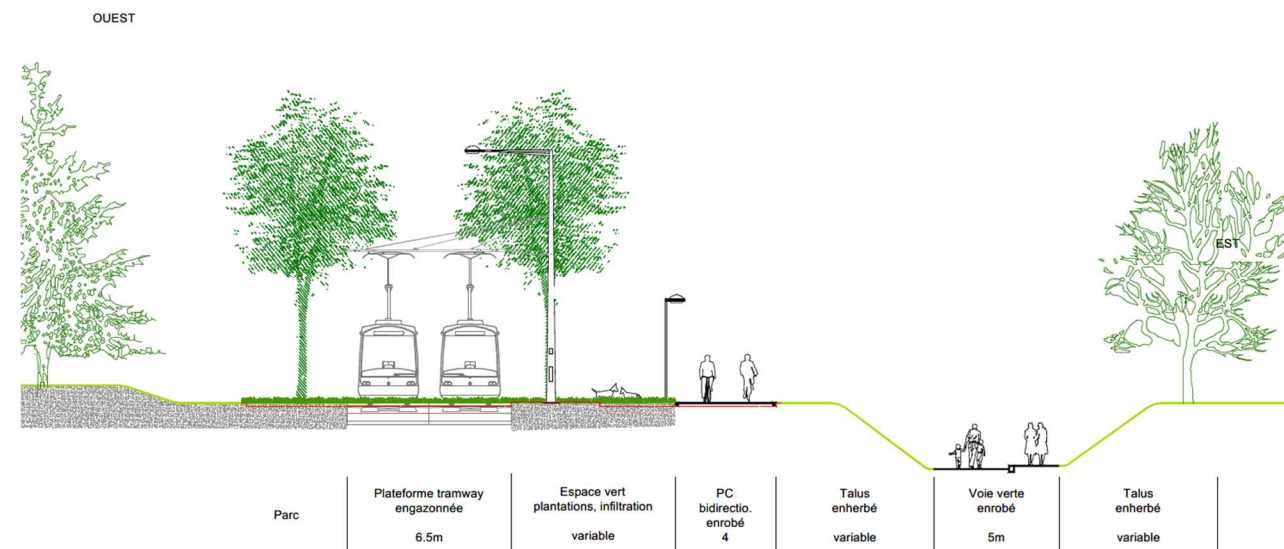 OUEST
EST
Parc
Plateforme tramway
engazonnée
6.5m
Espace vert
plantations, infiltration
variable
PC
bidirectio.
enrobé
4
Talus
enherbé
variable
Voie verte
enrobé
5m
Talus
enherbé
variable